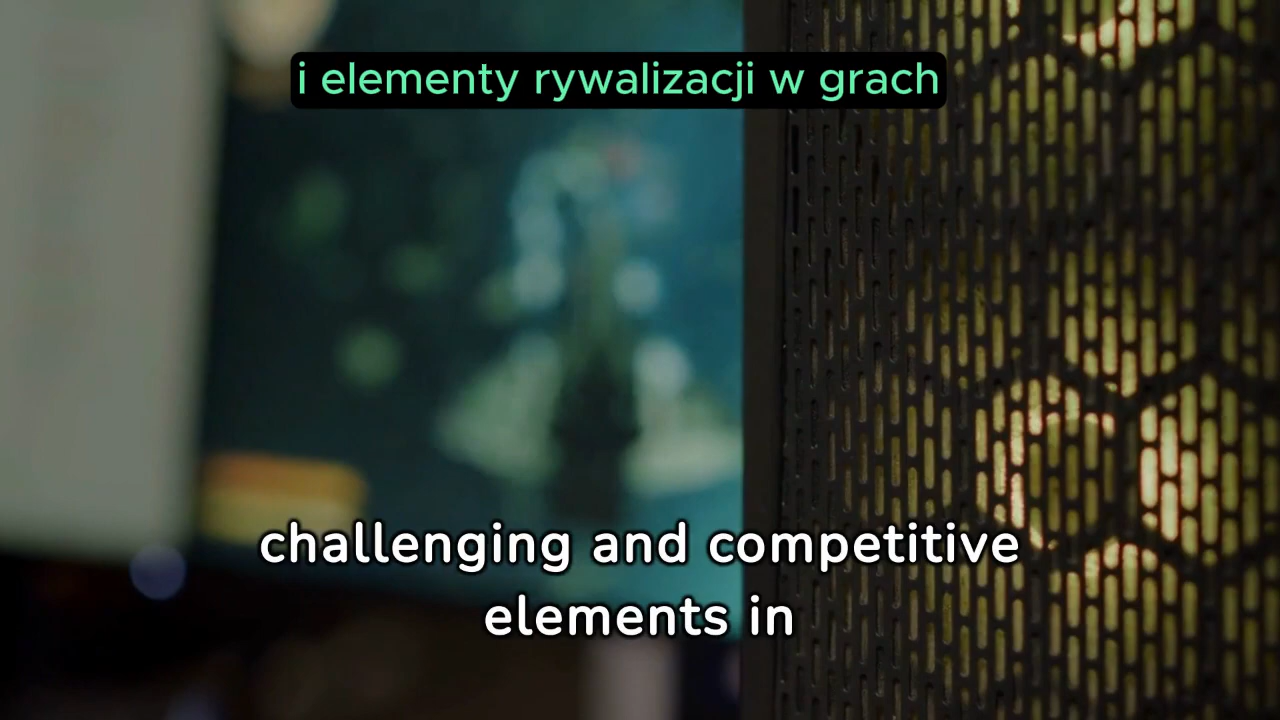 i elementy rywalizacji w grach
challenging and competitive
elements in